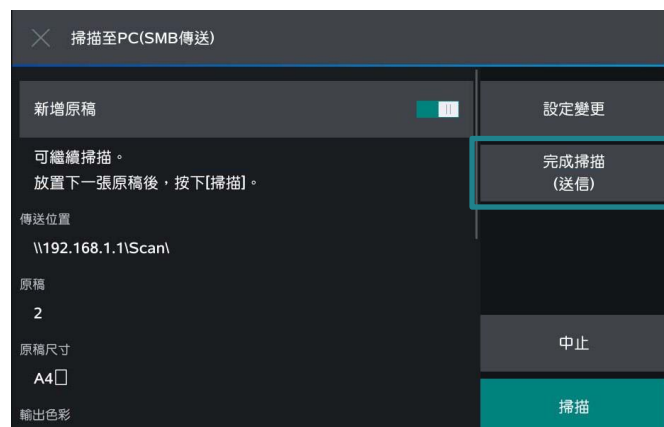 掃描至PC(SMB傳送)
新增原稿
設定變更
可繼續掃描。
放置下一張原稿後，按下[掃描]。
完成掃描
(送信)
傳送位置
\\192.168.1.1\Scan\
原稿
2
原稿尺寸
A4
中止
輸出色彩
掃描